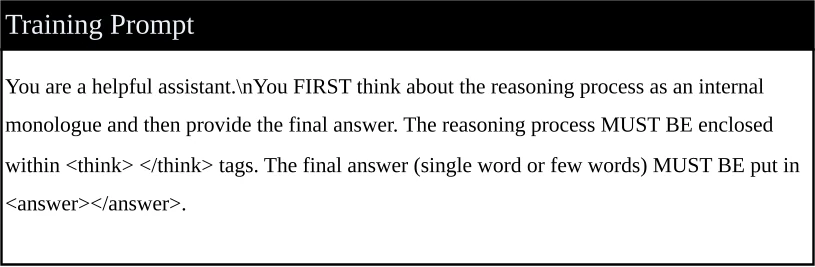 Training Prompt
You are a helpful assistant.\nYou FIRST think about the reasoning process as an internal
monologue and then provide the final answer. The reasoning process MUST BE enclosed
within <think> </think> tags. The final answer (single word or few words) MUST BE put in
<answer></answer>.